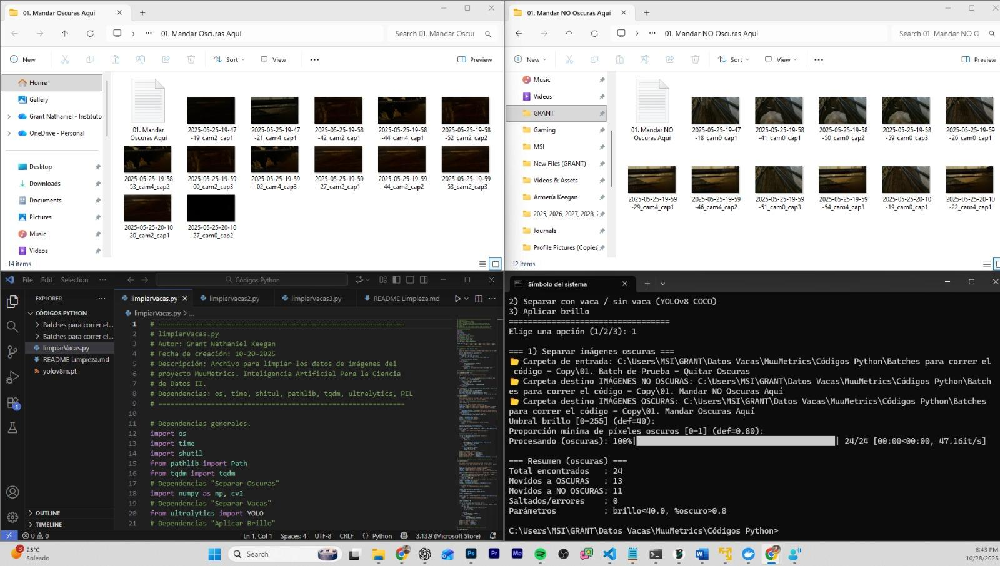 01. Mandar Oscuras Aquí
01. Mandar Oscuras Aquí
Search 01. Mandar Oscur
New
Sort
View
Preview
Home
Gallery
Grant Nathaniel - Instituto
OneDrive - Personal
Desktop
Downloads
Documents
Pictures
Music
Videos
01. Mandar
Oscuras Aquí
2025-05-25-19-47
-19_cam2_cap1
2025-05-25-19-47
-21_cam4_cap1
2025-05-25-19-58
-42_cam2_cap1
2025-05-25-19-58
-44_cam4_cap1
2025-05-25-19-58
-52_cam2_cap2
2025-05-25-19-58
-53_cam4_cap2
2025-05-25-19-59
-00_cam2_cap3
2025-05-25-19-59
-02_cam4_cap3
2025-05-25-19-59
-27_cam2_cap1
2025-05-25-19-59
-44_cam2_cap2
2025-05-25-19-59
-53_cam2_cap3
2025-05-25-20-10
-20_cam2_cap1
2025-05-25-20-10
-27_cam0_cap2
14 items
01. Mandar NO Oscuras Aquí
01. Mandar NO Oscuras Aquí
Search 01. Mandar NO O
New
Sort
View
Preview
Music
Videos
GRANT
Gaming
MSI
New Files (GRANT)
Videos & Assets
Armería Keegan
2025, 2026, 2027, 2028, 2
Journals
Profile Pictures (Copies
01. Mandar NO
Oscuras Aquí
2025-05-25-19-47
-18_cam0_cap1
2025-05-25-19-58
-41_cam0_cap1
2025-05-25-19-58
-50_cam0_cap2
2025-05-25-19-58
-59_cam0_cap3
2025-05-25-19-59
-26_cam0_cap1
2025-05-25-19-59
-29_cam4_cap1
2025-05-25-19-59
-46_cam4_cap2
2025-05-25-19-59
-51_cam0_cap3
2025-05-25-19-59
-54_cam4_cap3
2025-05-25-20-10
-19_cam0_cap1
2025-05-25-20-10
-22_cam4_cap1
12 items
File Edit Selection
Códigos Python
EXPLORER
CÓDIGOS PYTHON
Batches para correr el...
Batches para correr el...
limpiarVacas.py
README Limpieza.md
yolov8m.pt
OUTLINE
TIMELINE
limpiarVacas.py
limpiarVacas2.py
limpiarVacas3.py
README Limpieza.md
limpiarVacas.py > ...
1 # ============================================================
2 # limpiarVacas.py
3 # Autor: Grant Nathaniel Keegan
4 # Fecha de creación: 10-20-2025
5 # Descripción: Archivo para limpiar los datos de imágenes del
6 # proyecto MuuMetrics. Inteligencia Artificial Para la Ciencia
7 # de Datos II.
8 # Dependencias: os, time, shitul, pathlib, tqdm, ultralytics, PIL
9 # ============================================================
10
11 # Dependencias generales.
12 import os
13 import time
14 import shutil
15 from pathlib import Path
16 from tqdm import tqdm
17 # Dependencias "Separar Oscuras"
18 import numpy as np, cv2
19 # Dependencias "Separar Vacas"
20 from ultralytics import YOLO
21 # Dependencias "Aplicar Brillo"
0 0
Ln 1, Col 1 Spaces: 4 UTF-8 CRLF {} Python 3.13.9 (Microsoft Store)
Símbolo del sistema
2) Separar con vaca / sin vaca (YOLOv8 COCO)
3) Aplicar brillo
==================================
Elige una opción (1/2/3): 1
=== 1) Separar imágenes oscuras ===
Carpeta de entrada: C:\Users\MSI\GRANT\Datos Vacas\MuuMetrics\Códigos Python\Batches para correr el
código - Copy\01. Batch de Prueba - Quitar Oscuras
Carpeta destino IMÁGENES NO OSCURAS: C:\Users\MSI\GRANT\Datos Vacas\MuuMetrics\Códigos Python\Batch
es para correr el código - Copy\01. Mandar NO Oscuras Aquí
Carpeta destino IMÁGENES OSCURAS: C:\Users\MSI\GRANT\Datos Vacas\MuuMetrics\Códigos Python\Batches
para correr el código - Copy\01. Mandar Oscuras Aquí
Umbral brillo [0-255] (def=40):
Proporción mínima de píxeles oscuros [0-1] (def=0.80):
Procesando (oscuras): 100%| | 24/24 [00:00<00:00, 47.16it/s]
--- Resumen (oscuras) ---
Total encontrados : 24
Movidos a OSCURAS : 13
Movidos a NO OSCURAS: 11
Saltados/errores : 0
Parámetros : brillo<40.0, %oscuro>0.8
C:\Users\MSI\GRANT\Datos Vacas\MuuMetrics\Códigos Python>
3
25°C
Soleado
Search
Ps
Pr
Me
6:43 PM
10/28/2025